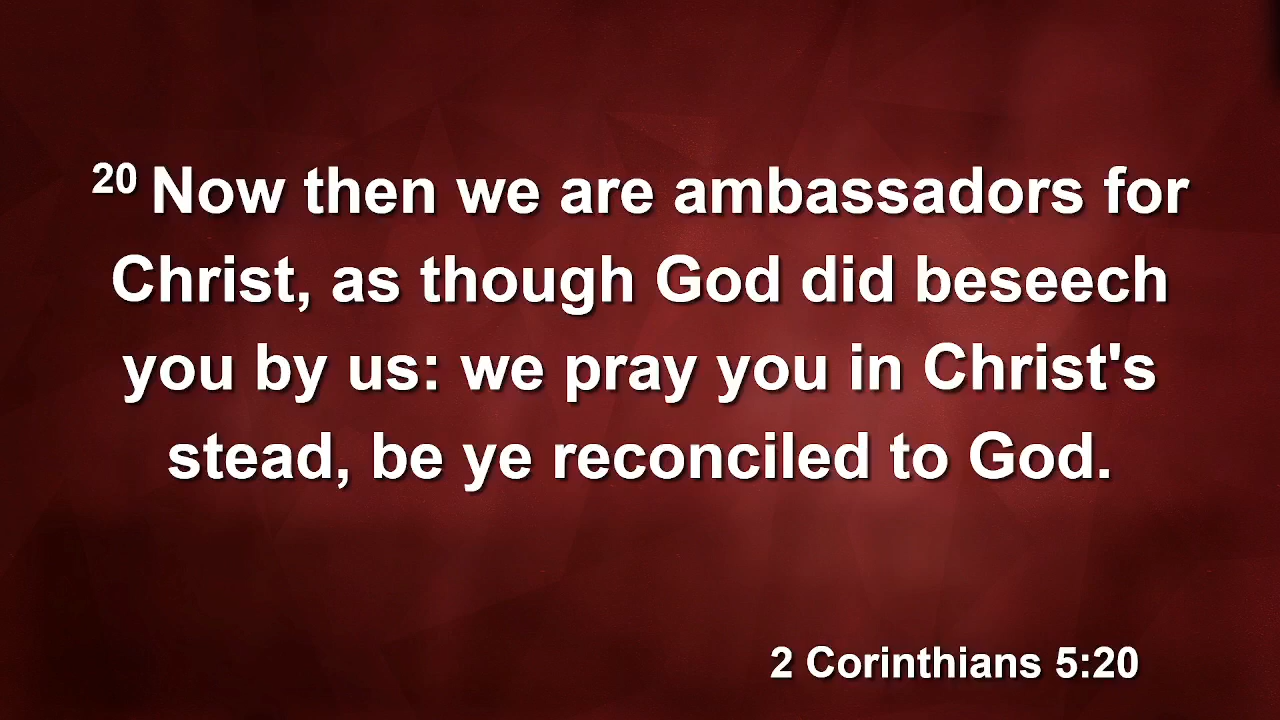 20 Now then we are ambassadors for
Christ, as though God did beseech
you by us: we pray you in Christ's
stead, be ye reconciled to God.
2 Corinthians 5:20